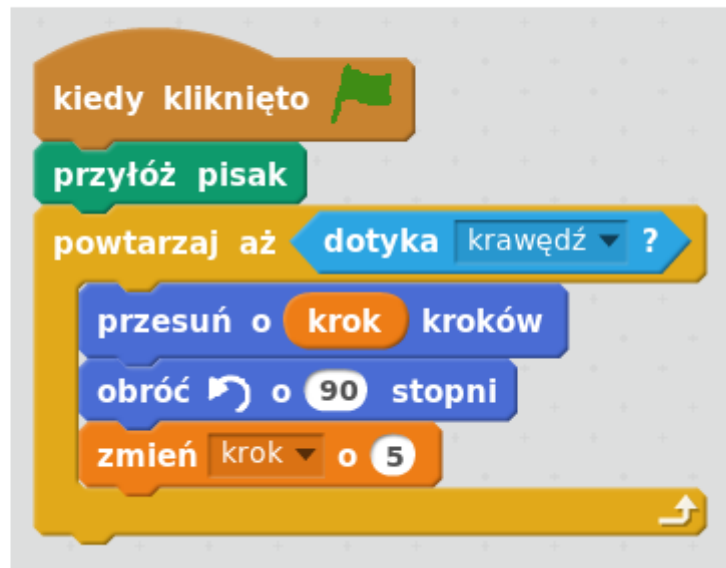 kiedy kliknięto
przyłóż pisak
powtarzaj aż dotyka krawędź ?
przesuń o krok kroków
obróć o 90 stopni
zmień krok o 5